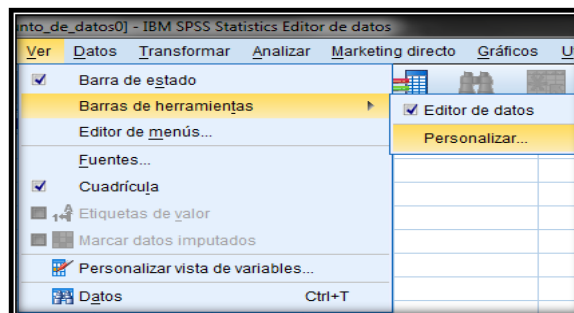 nto_de_datos0] - IBM SPSS Statistics Editor de datos
Ver Datos Transformar Analizar Marketing directo Gráficos U
Barra de estado
Barras de herramientas
Editor de datos
Editor de menús...
Personalizar...
Fuentes...
Cuadrícula
Etiquetas de valor
Marcar datos imputados
Personalizar vista de variables...
Datos Ctrl+T